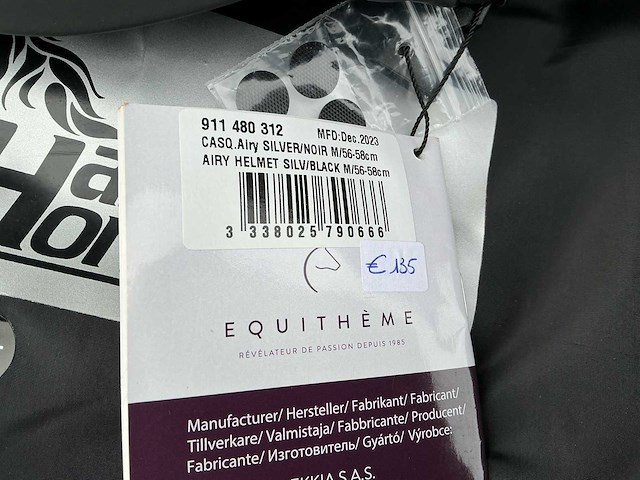 911 480 312 MFD:Dec.2023
CASQ.Airy SILVER/NOIR M/56-58cm
AIRY HELMET SILV/BLACK M/56-58cm
3 338025 790666
€ 135
EQUITHÈME
RÉVÉLATEUR DE PASSION DEPUIS 1985
Manufacturer/ Hersteller/ Fabrikant/ Fabricant/
Tillverkare/ Valmistaja/ Fabbricante/ Producent/
Fabricante/ Изготовитель/ Gyártó/ Výrobce:
S.A.S.